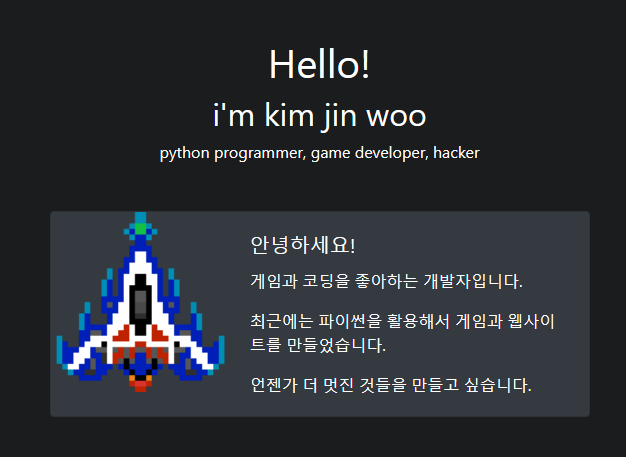 Hello!
i'm kim jin woo
python programmer, game developer, hacker
안녕하세요!
게임과 코딩을 좋아하는 개발자입니다.
최근에는 파이썬을 활용해서 게임과 웹사이
트를 만들었습니다.
언젠가 더 멋진 것들을 만들고 싶습니다.